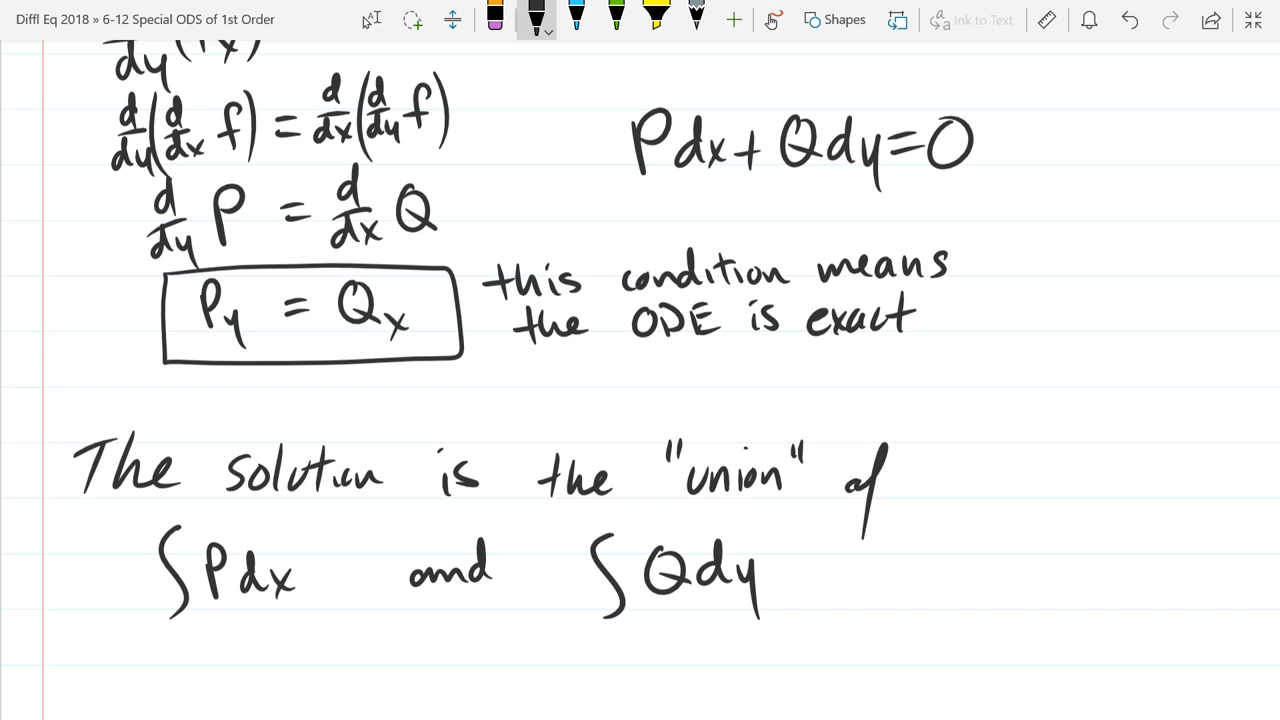 Diffl Eq 2018 » 6-12 Special ODS of 1st Order
Shapes
Ink to Text
d/dy (d/dx f) = d/dx (d/dy f)
Pdx + Qdy = 0
d/dy P = d/dx Q
P_y = Q_x
this condition means
the ODE is exact
The solution is the "union" of
∫Pdx and ∫Qdy